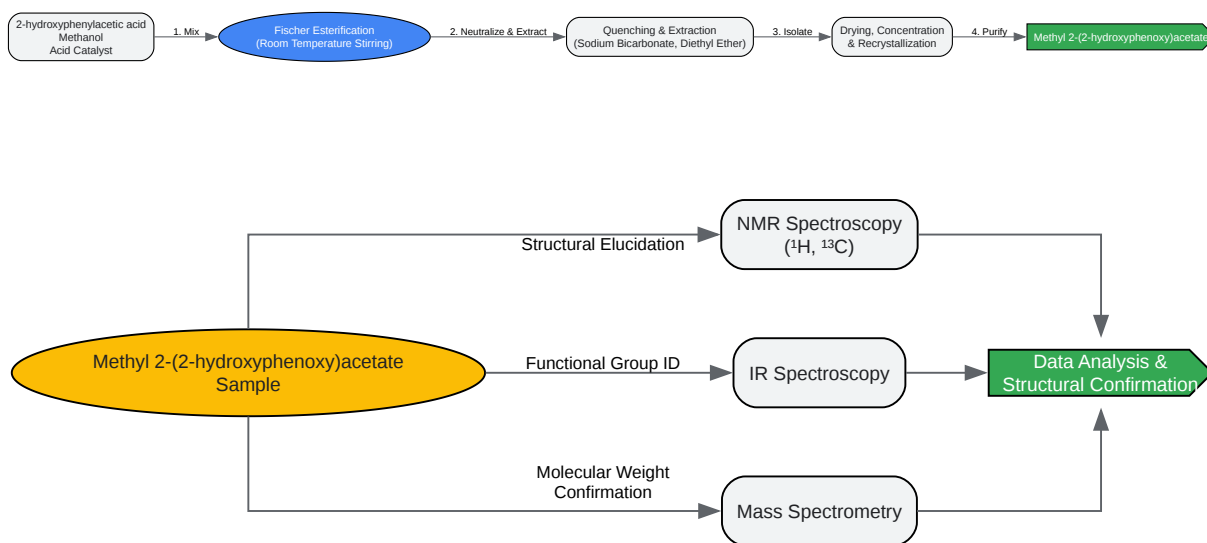 2-hydroxyphenylacetic acid
Methanol
Acid Catalyst
1. Mix
Fischer Esterification
(Room Temperature Stirring)
2. Neutralize & Extract
Quenching & Extraction
(Sodium Bicarbonate, Diethyl Ether)
3. Isolate
Drying, Concentration
& Recrystallization
4. Purify
Methyl 2-(2-hydroxyphenoxy)acetate
Structural Elucidation
NMR Spectroscopy
(¹H, ¹³C)
Methyl 2-(2-hydroxyphenoxy)acetate
Sample
Functional Group ID
IR Spectroscopy
Data Analysis &
Structural Confirmation
Molecular Weight
Confirmation
Mass Spectrometry